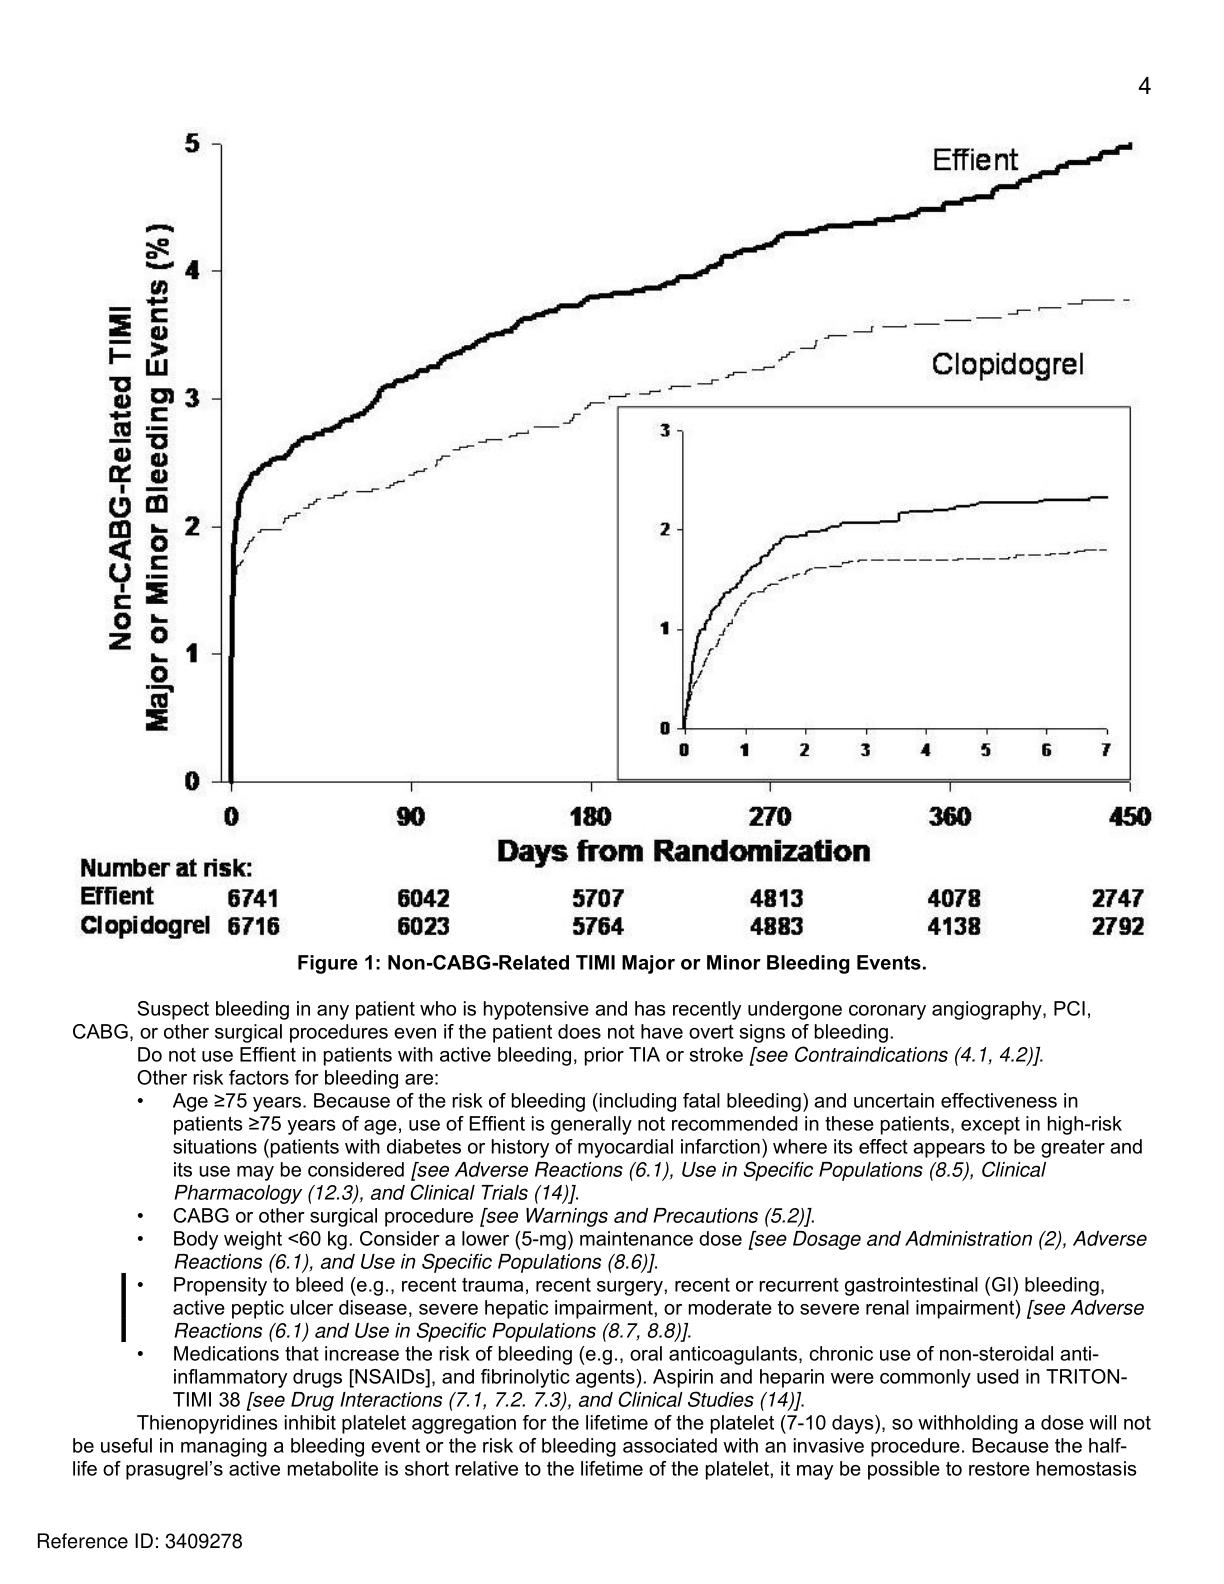 4
5
Effient
4
Non-CABG-Related TIMI
Major or Minor Bleeding Events (%)
3
Clopidogrel
2
1
0
3
2
1
0
0 1 2 3 4 5 6 7
0 90 180 270 360 450
Days from Randomization
Number at risk:
Effient 6741 6042 5707 4813 4078 2747
Clopidogrel 6716 6023 5764 4883 4138 2792
Figure 1: Non-CABG-Related TIMI Major or Minor Bleeding Events.
Suspect bleeding in any patient who is hypotensive and has recently undergone coronary angiography, PCI,
CABG, or other surgical procedures even if the patient does not have overt signs of bleeding.
Do not use Effient in patients with active bleeding, prior TIA or stroke [see Contraindications (4.1, 4.2)].
Other risk factors for bleeding are:
• Age ≥75 years. Because of the risk of bleeding (including fatal bleeding) and uncertain effectiveness in
patients ≥75 years of age, use of Effient is generally not recommended in these patients, except in high-risk
situations (patients with diabetes or history of myocardial infarction) where its effect appears to be greater and
its use may be considered [see Adverse Reactions (6.1), Use in Specific Populations (8.5), Clinical
Pharmacology (12.3), and Clinical Trials (14)].
• CABG or other surgical procedure [see Warnings and Precautions (5.2)].
• Body weight <60 kg. Consider a lower (5-mg) maintenance dose [see Dosage and Administration (2), Adverse
Reactions (6.1), and Use in Specific Populations (8.6)].
• Propensity to bleed (e.g., recent trauma, recent surgery, recent or recurrent gastrointestinal (GI) bleeding,
active peptic ulcer disease, severe hepatic impairment, or moderate to severe renal impairment) [see Adverse
Reactions (6.1) and Use in Specific Populations (8.7, 8.8)].
• Medications that increase the risk of bleeding (e.g., oral anticoagulants, chronic use of non-steroidal anti-
inflammatory drugs [NSAIDs], and fibrinolytic agents). Aspirin and heparin were commonly used in TRITON-
TIMI 38 [see Drug Interactions (7.1, 7.2. 7.3), and Clinical Studies (14)].
Thienopyridines inhibit platelet aggregation for the lifetime of the platelet (7-10 days), so withholding a dose will not
be useful in managing a bleeding event or the risk of bleeding associated with an invasive procedure. Because the half-
life of prasugrel's active metabolite is short relative to the lifetime of the platelet, it may be possible to restore hemostasis
Reference ID: 3409278